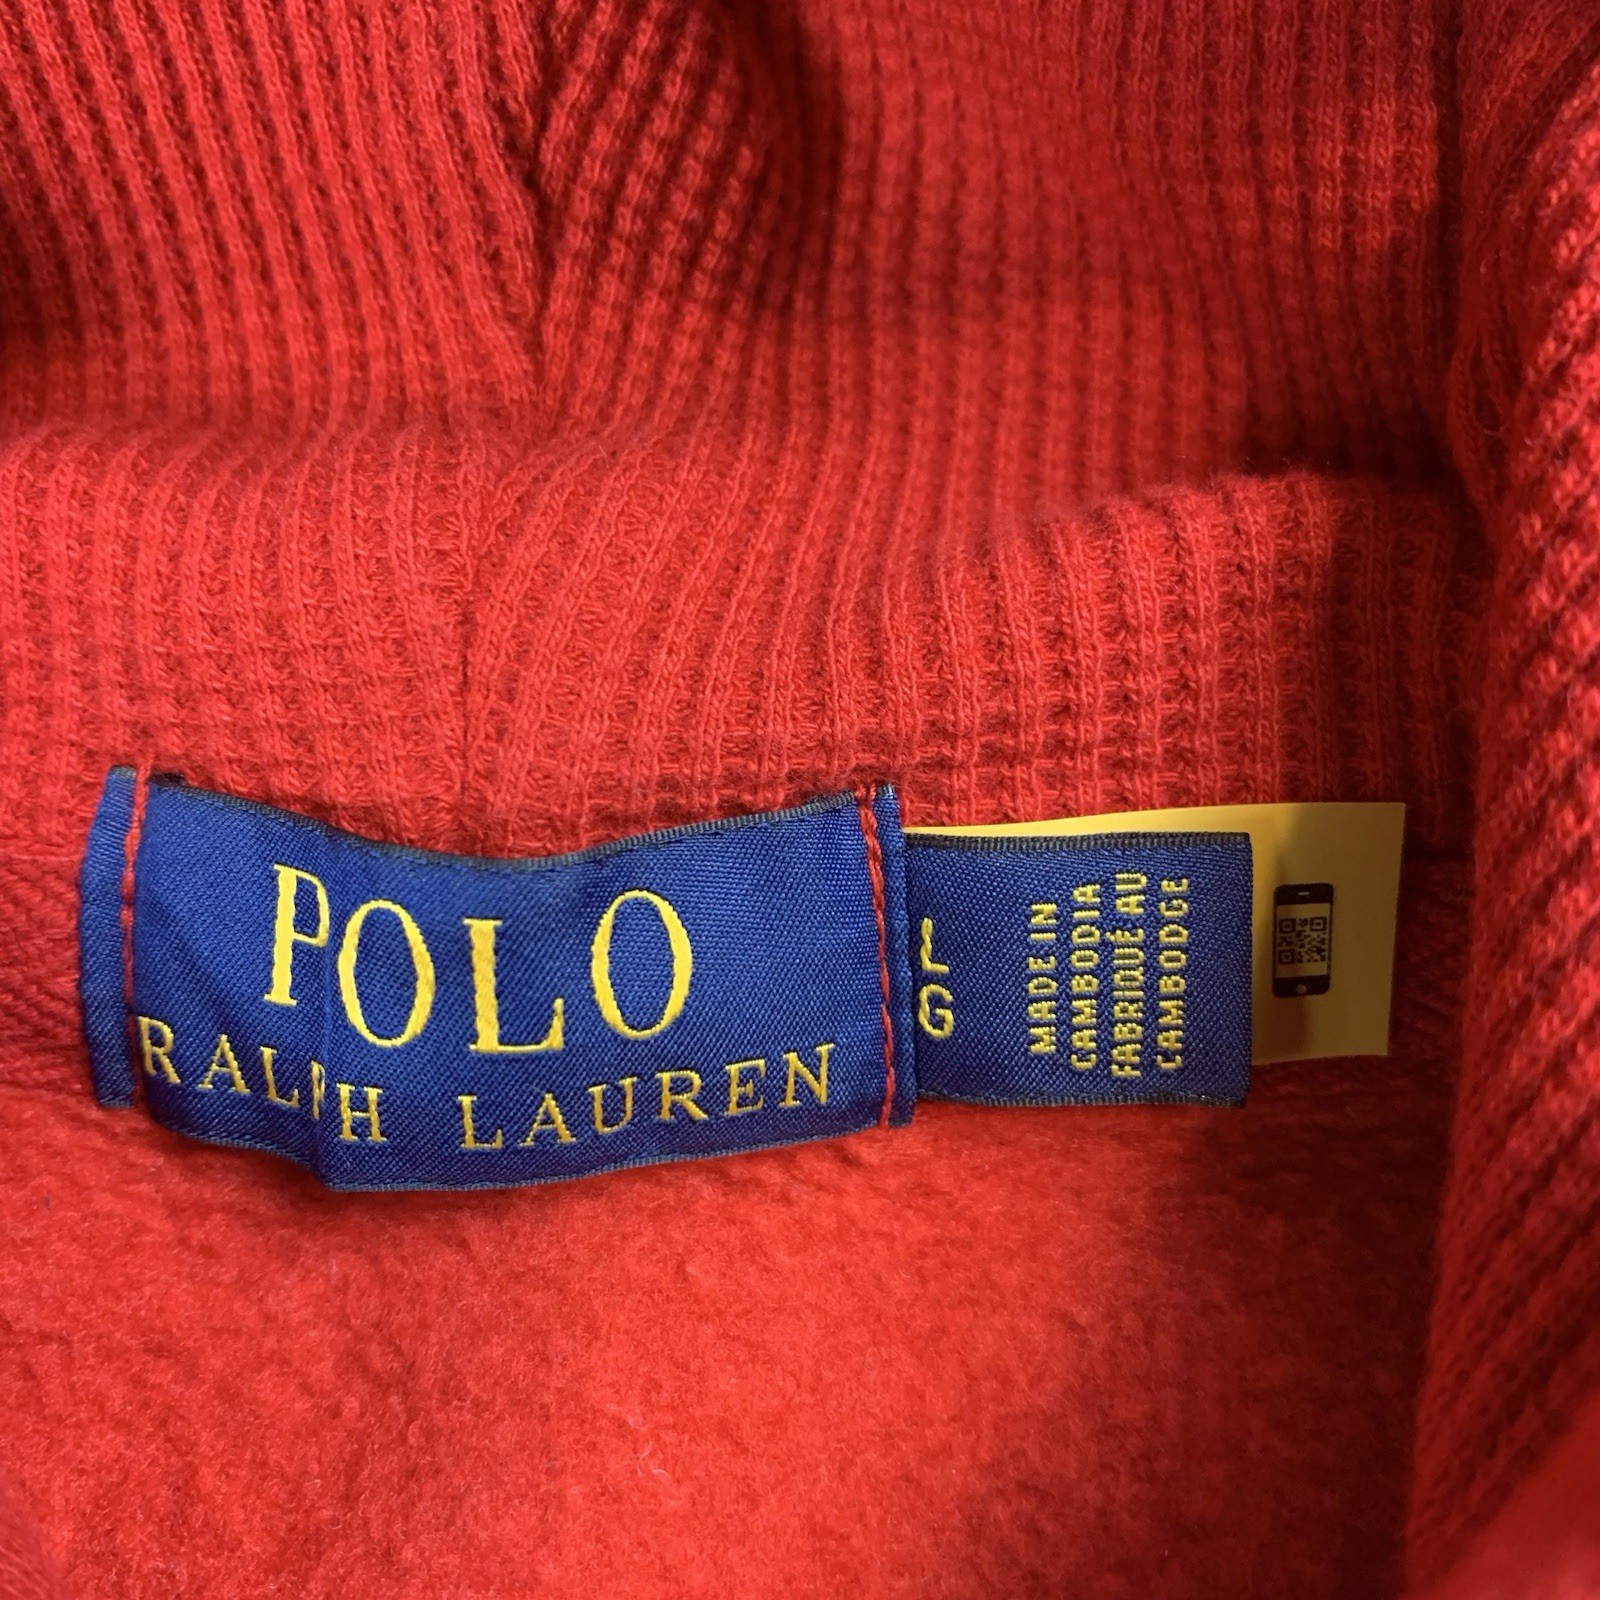 POLO
RALPH LAUREN
L
G
MADE IN
CAMBODIA
FABRIQUÉ AU
CAMBODGE